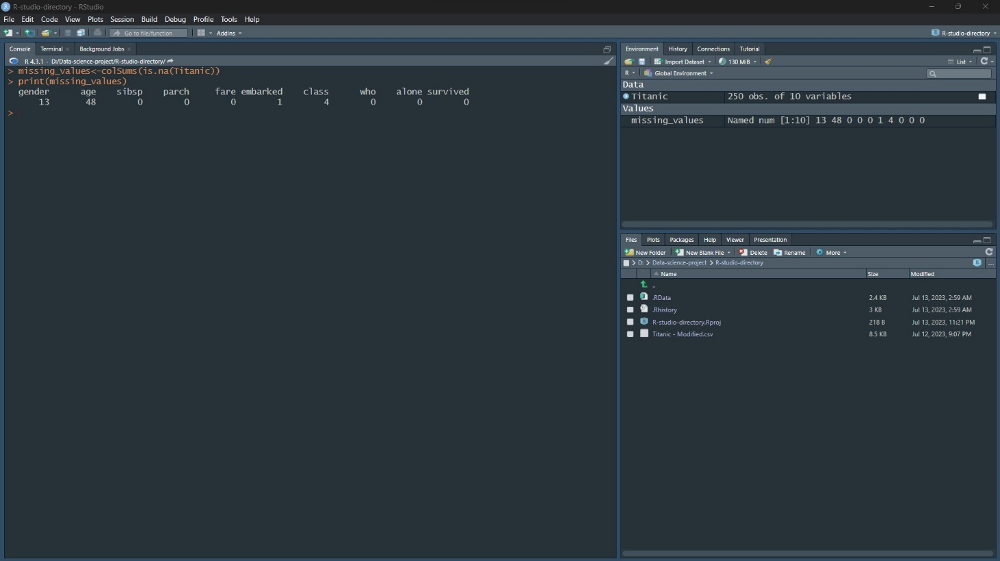 R-studio-directory - RStudio
File Edit Code View Plots Session Build Debug Profile Tools Help
Go to file/function Addins R-studio-directory
Console Terminal Background Jobs
R 4.3.1 · D:/Data-science-project/R-studio-directory/
> missing_values<-colSums(is.na(Titanic))
> print(missing_values)
gender age sibsp parch fare embarked class who alone survived
13 48 0 0 0 1 4 0 0 0
>
Environment History Connections Tutorial
Import Dataset 130 MiB List
R Global Environment
Data
Titanic 250 obs. of 10 variables
Values
missing_values Named num [1:10] 13 48 0 0 0 1 4 0 0 0
Files Plots Packages Help Viewer Presentation
New Folder New Blank File Delete Rename More
D: > Data-science-project > R-studio-directory ...
Name Size Modified
..
.RData 2.4 KB Jul 13, 2023, 2:59 AM
.Rhistory 3 KB Jul 13, 2023, 2:59 AM
R-studio-directory.Rproj 218 B Jul 13, 2023, 11:21 PM
Titanic - Modified.csv 8.5 KB Jul 12, 2023, 9:07 PM